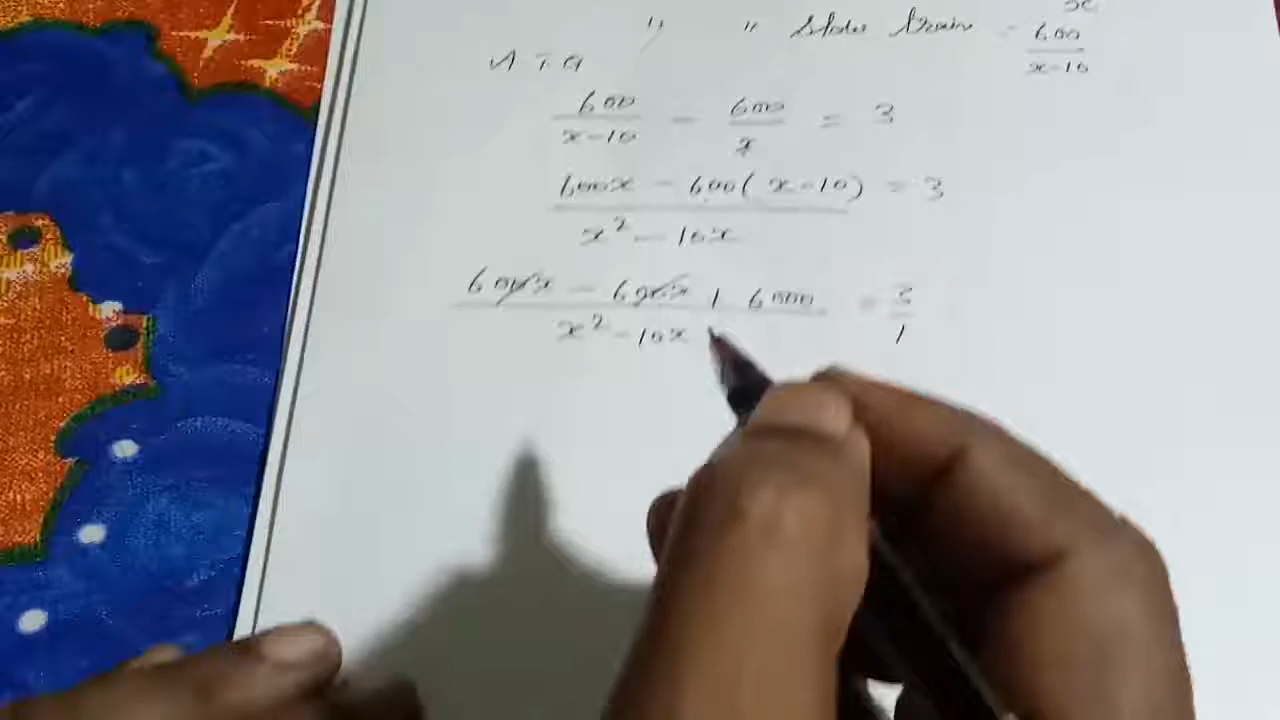 x
" " Slow train = 600/x-10
A.T.Q
600/x-10 - 600/x = 3
600x - 600(x-10)/x² - 10x = 3
600x - 600x + 6000/x² - 10x = 3/1